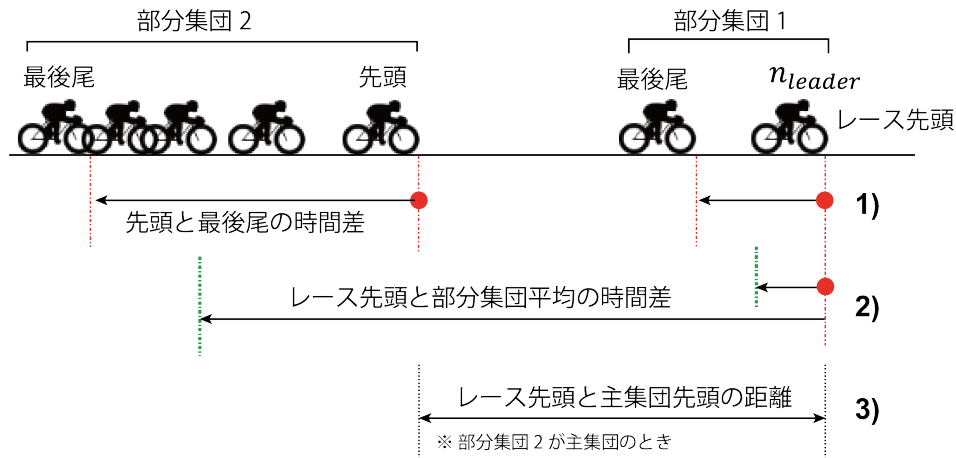 部分集団 2
部分集団 1
最後尾
先頭
最後尾
n_leader
レース先頭
先頭と最後尾の時間差
1)
レース先頭と部分集団平均の時間差
2)
レース先頭と主集団先頭の距離
3)
※ 部分集団 2 が主集団のとき